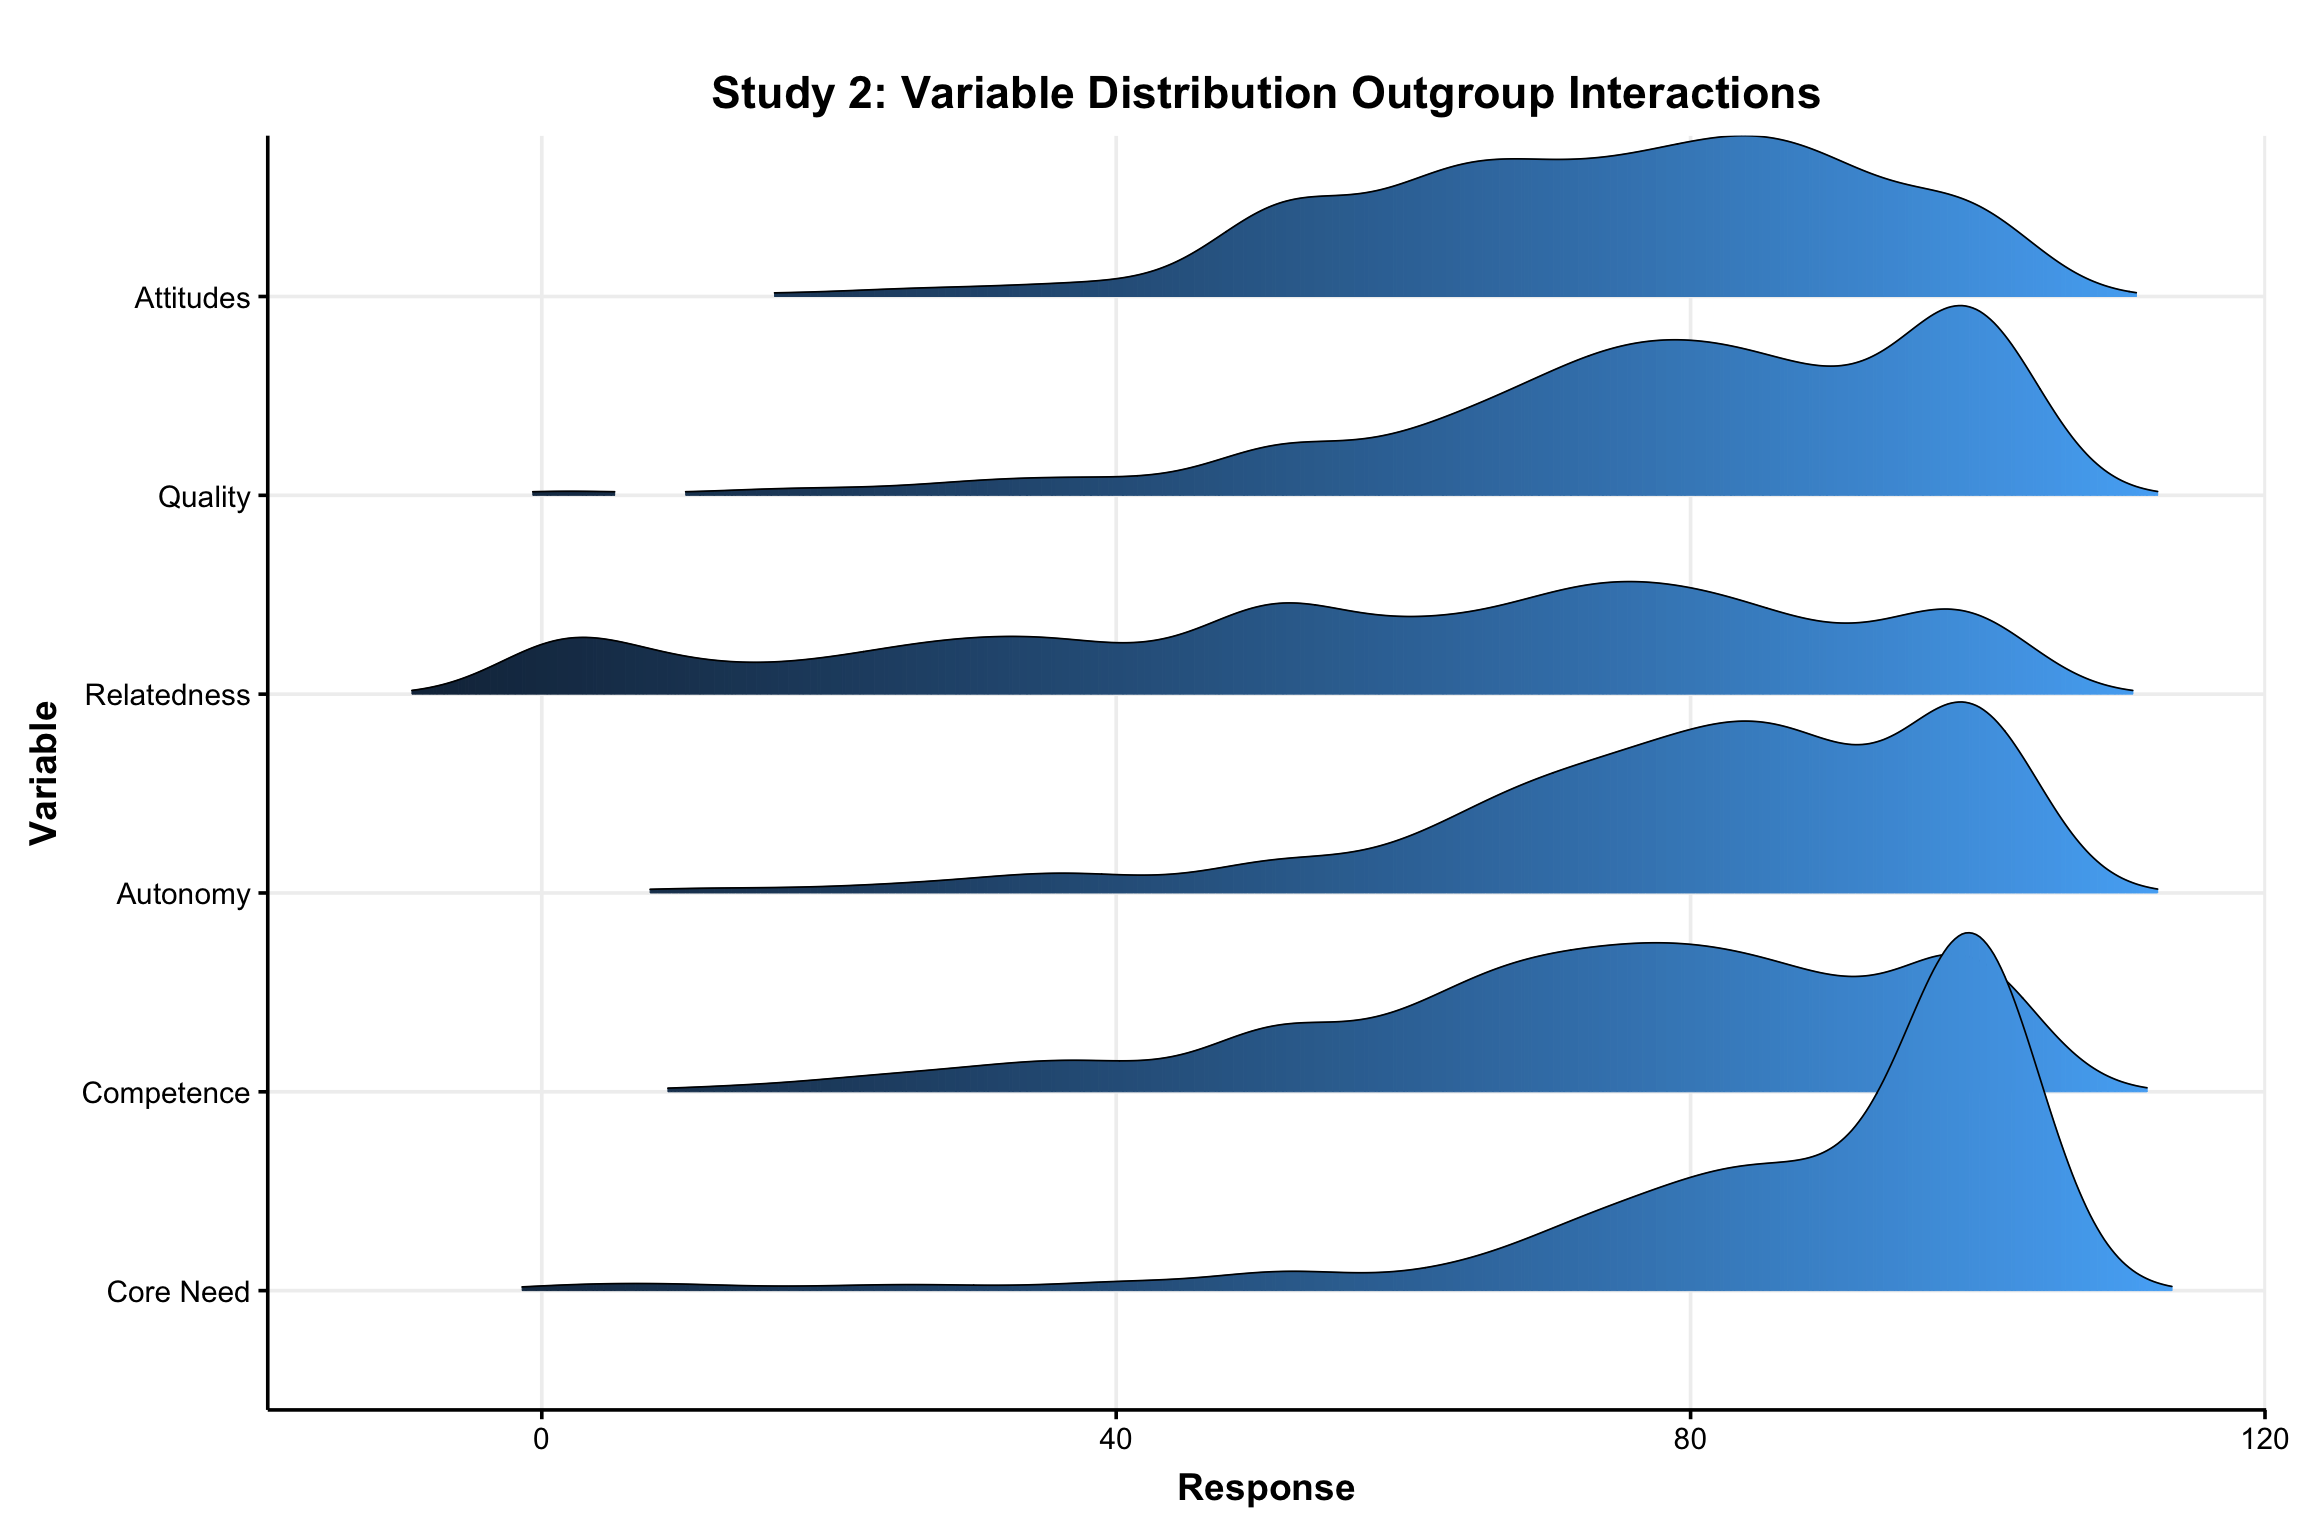 Study 2: Variable Distribution Outgroup Interactions
Variable
Attitudes
Quality
Relatedness
Autonomy
Competence
Core Need
0 40 80 120
Response